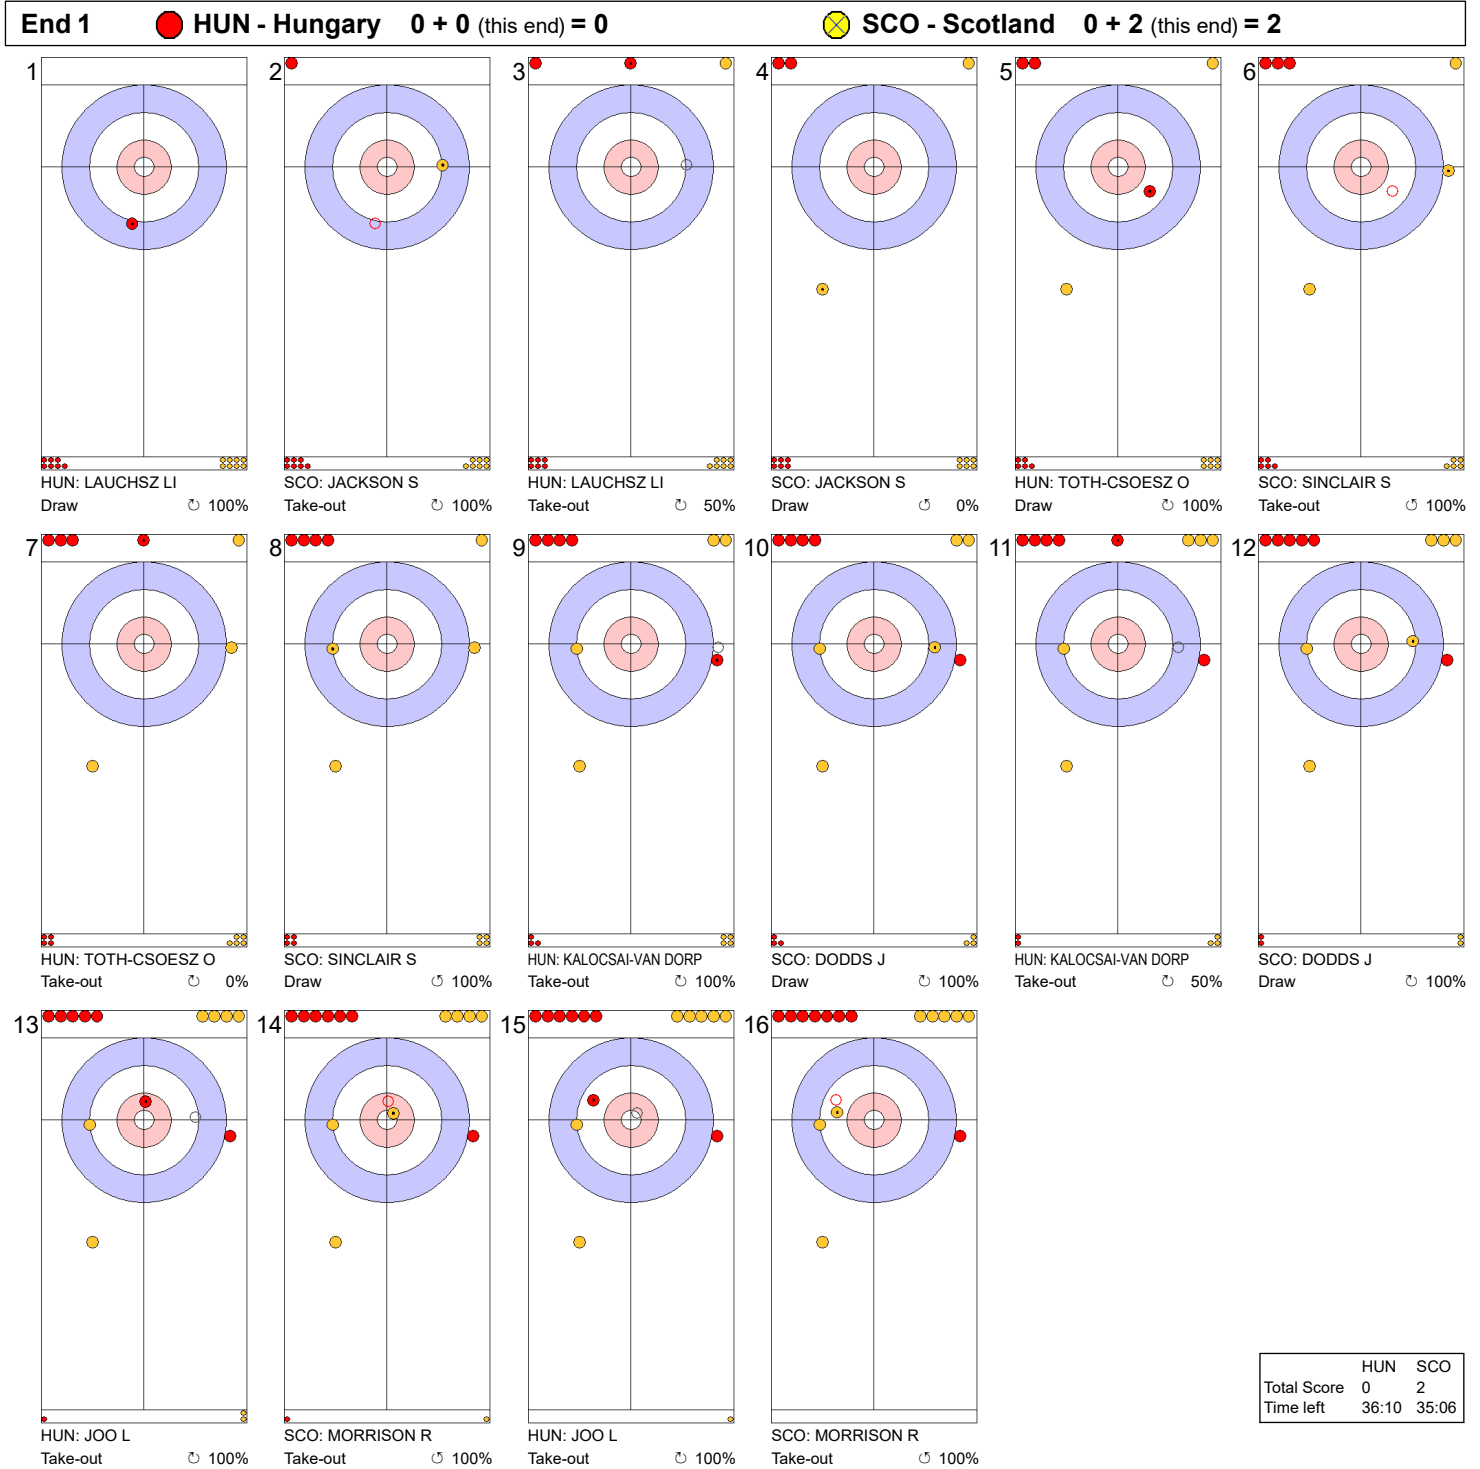 End 1 HUN - Hungary 0 + 0 (this end) = 0 SCO - Scotland 0 + 2 (this end) = 2
1 2 3 4 5 6
HUN: LAUCHSZ LI SCO: JACKSON S HUN: LAUCHSZ LI SCO: JACKSON S HUN: TOTH-CSOESZ O SCO: SINCLAIR S
Draw ↻ 100% Take-out ↻ 100% Take-out ↻ 50% Draw ↺ 0% Draw ↻ 100% Take-out ↻ 100%
7 8 9 10 11 12
HUN: TOTH-CSOESZ O SCO: SINCLAIR S HUN: KALOCSAI-VAN DORP SCO: DODDS J HUN: KALOCSAI-VAN DORP SCO: DODDS J
Take-out ↻ 0% Draw ↻ 100% Take-out ↻ 100% Draw ↻ 100% Take-out ↻ 50% Draw ↻ 100%
13 14 15 16
HUN SCO
Total Score 0 2
Time left 36:10 35:06
HUN: JOO L SCO: MORRISON R HUN: JOO L SCO: MORRISON R
Take-out ↻ 100% Take-out ↻ 100% Take-out ↻ 100% Take-out ↻ 100%